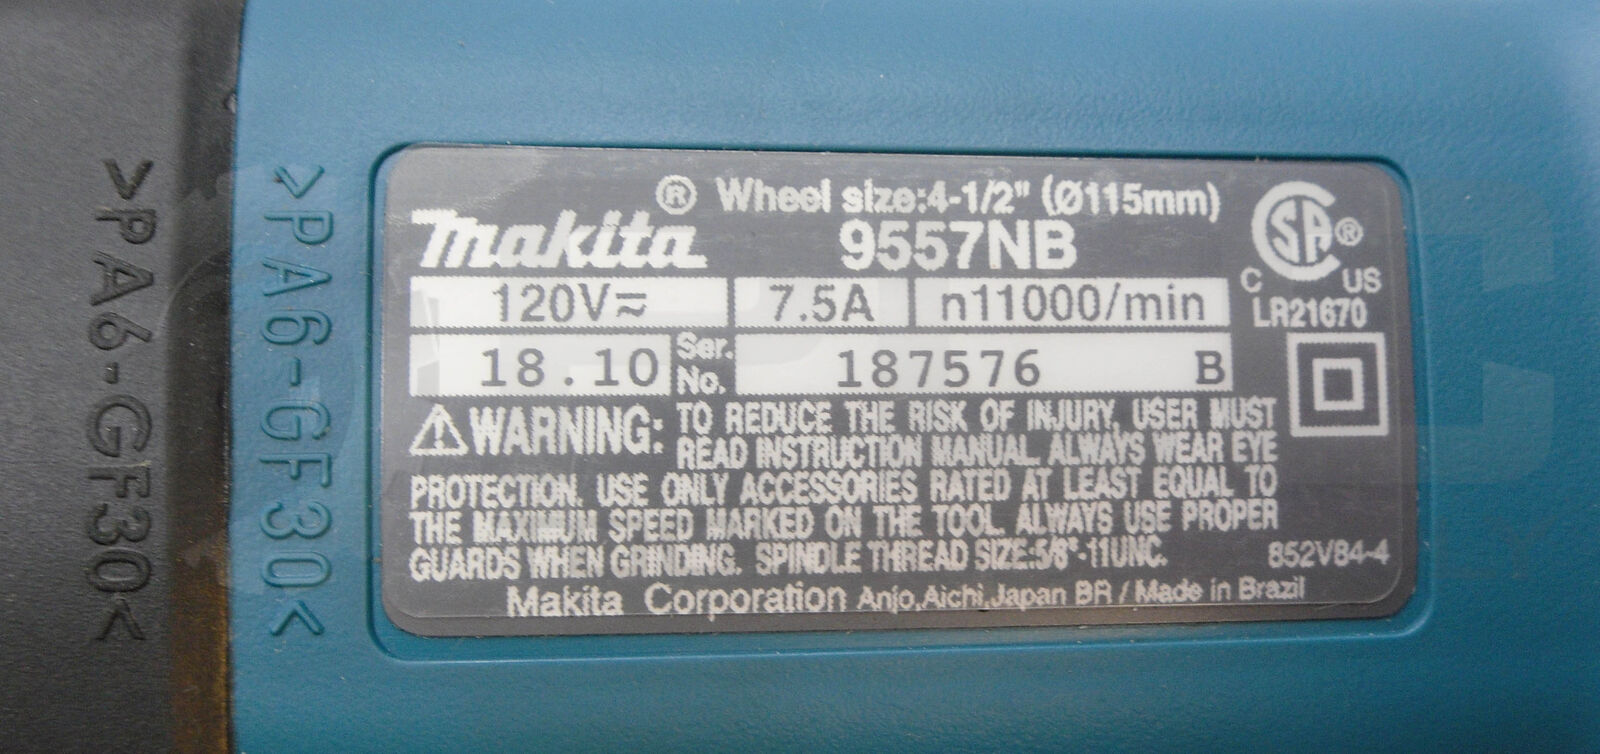 >PA6-GF30<
>PA6-GF30<
makita® Wheel size:4-1/2" (Ø115mm)
9557NB
CSA®
C US
LR21670
120V⎓ 7.5A n11000/min
18.10 Ser. No. 187576 B
⚠WARNING: TO REDUCE THE RISK OF INJURY, USER MUST
READ INSTRUCTION MANUAL. ALWAYS WEAR EYE
PROTECTION. USE ONLY ACCESSORIES RATED AT LEAST EQUAL TO
THE MAXIMUM SPEED MARKED ON THE TOOL. ALWAYS USE PROPER
GUARDS WHEN GRINDING. SPINDLE THREAD SIZE:5/8"-11UNC. 852V84-4
Makita Corporation Anjo,Aichi,Japan BR / Made in Brazil